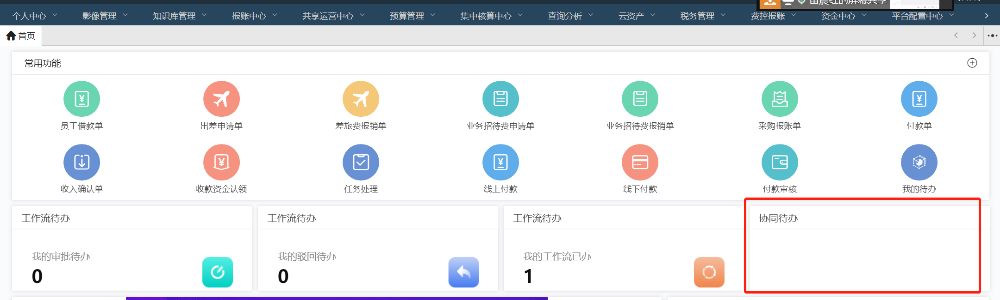 苗晨红的屏幕共享
个人中心 影像管理 知识库管理 报账中心 共享运营中心 预算管理 集中核算中心 查询分析 云资产 税务管理 费控报账 资金中心 平台配置中心
首页
常用功能
员工借款单 出差申请单 差旅费报销单 业务招待费申请单 业务招待费报销单 采购报账单 付款单
收入确认单 收款资金认领 任务处理 线上付款 线下付款 付款审核 我的待办
工作流待办 工作流待办 工作流待办 协同待办
我的审批待办 我的驳回待办 我的工作流已办
0 0 1